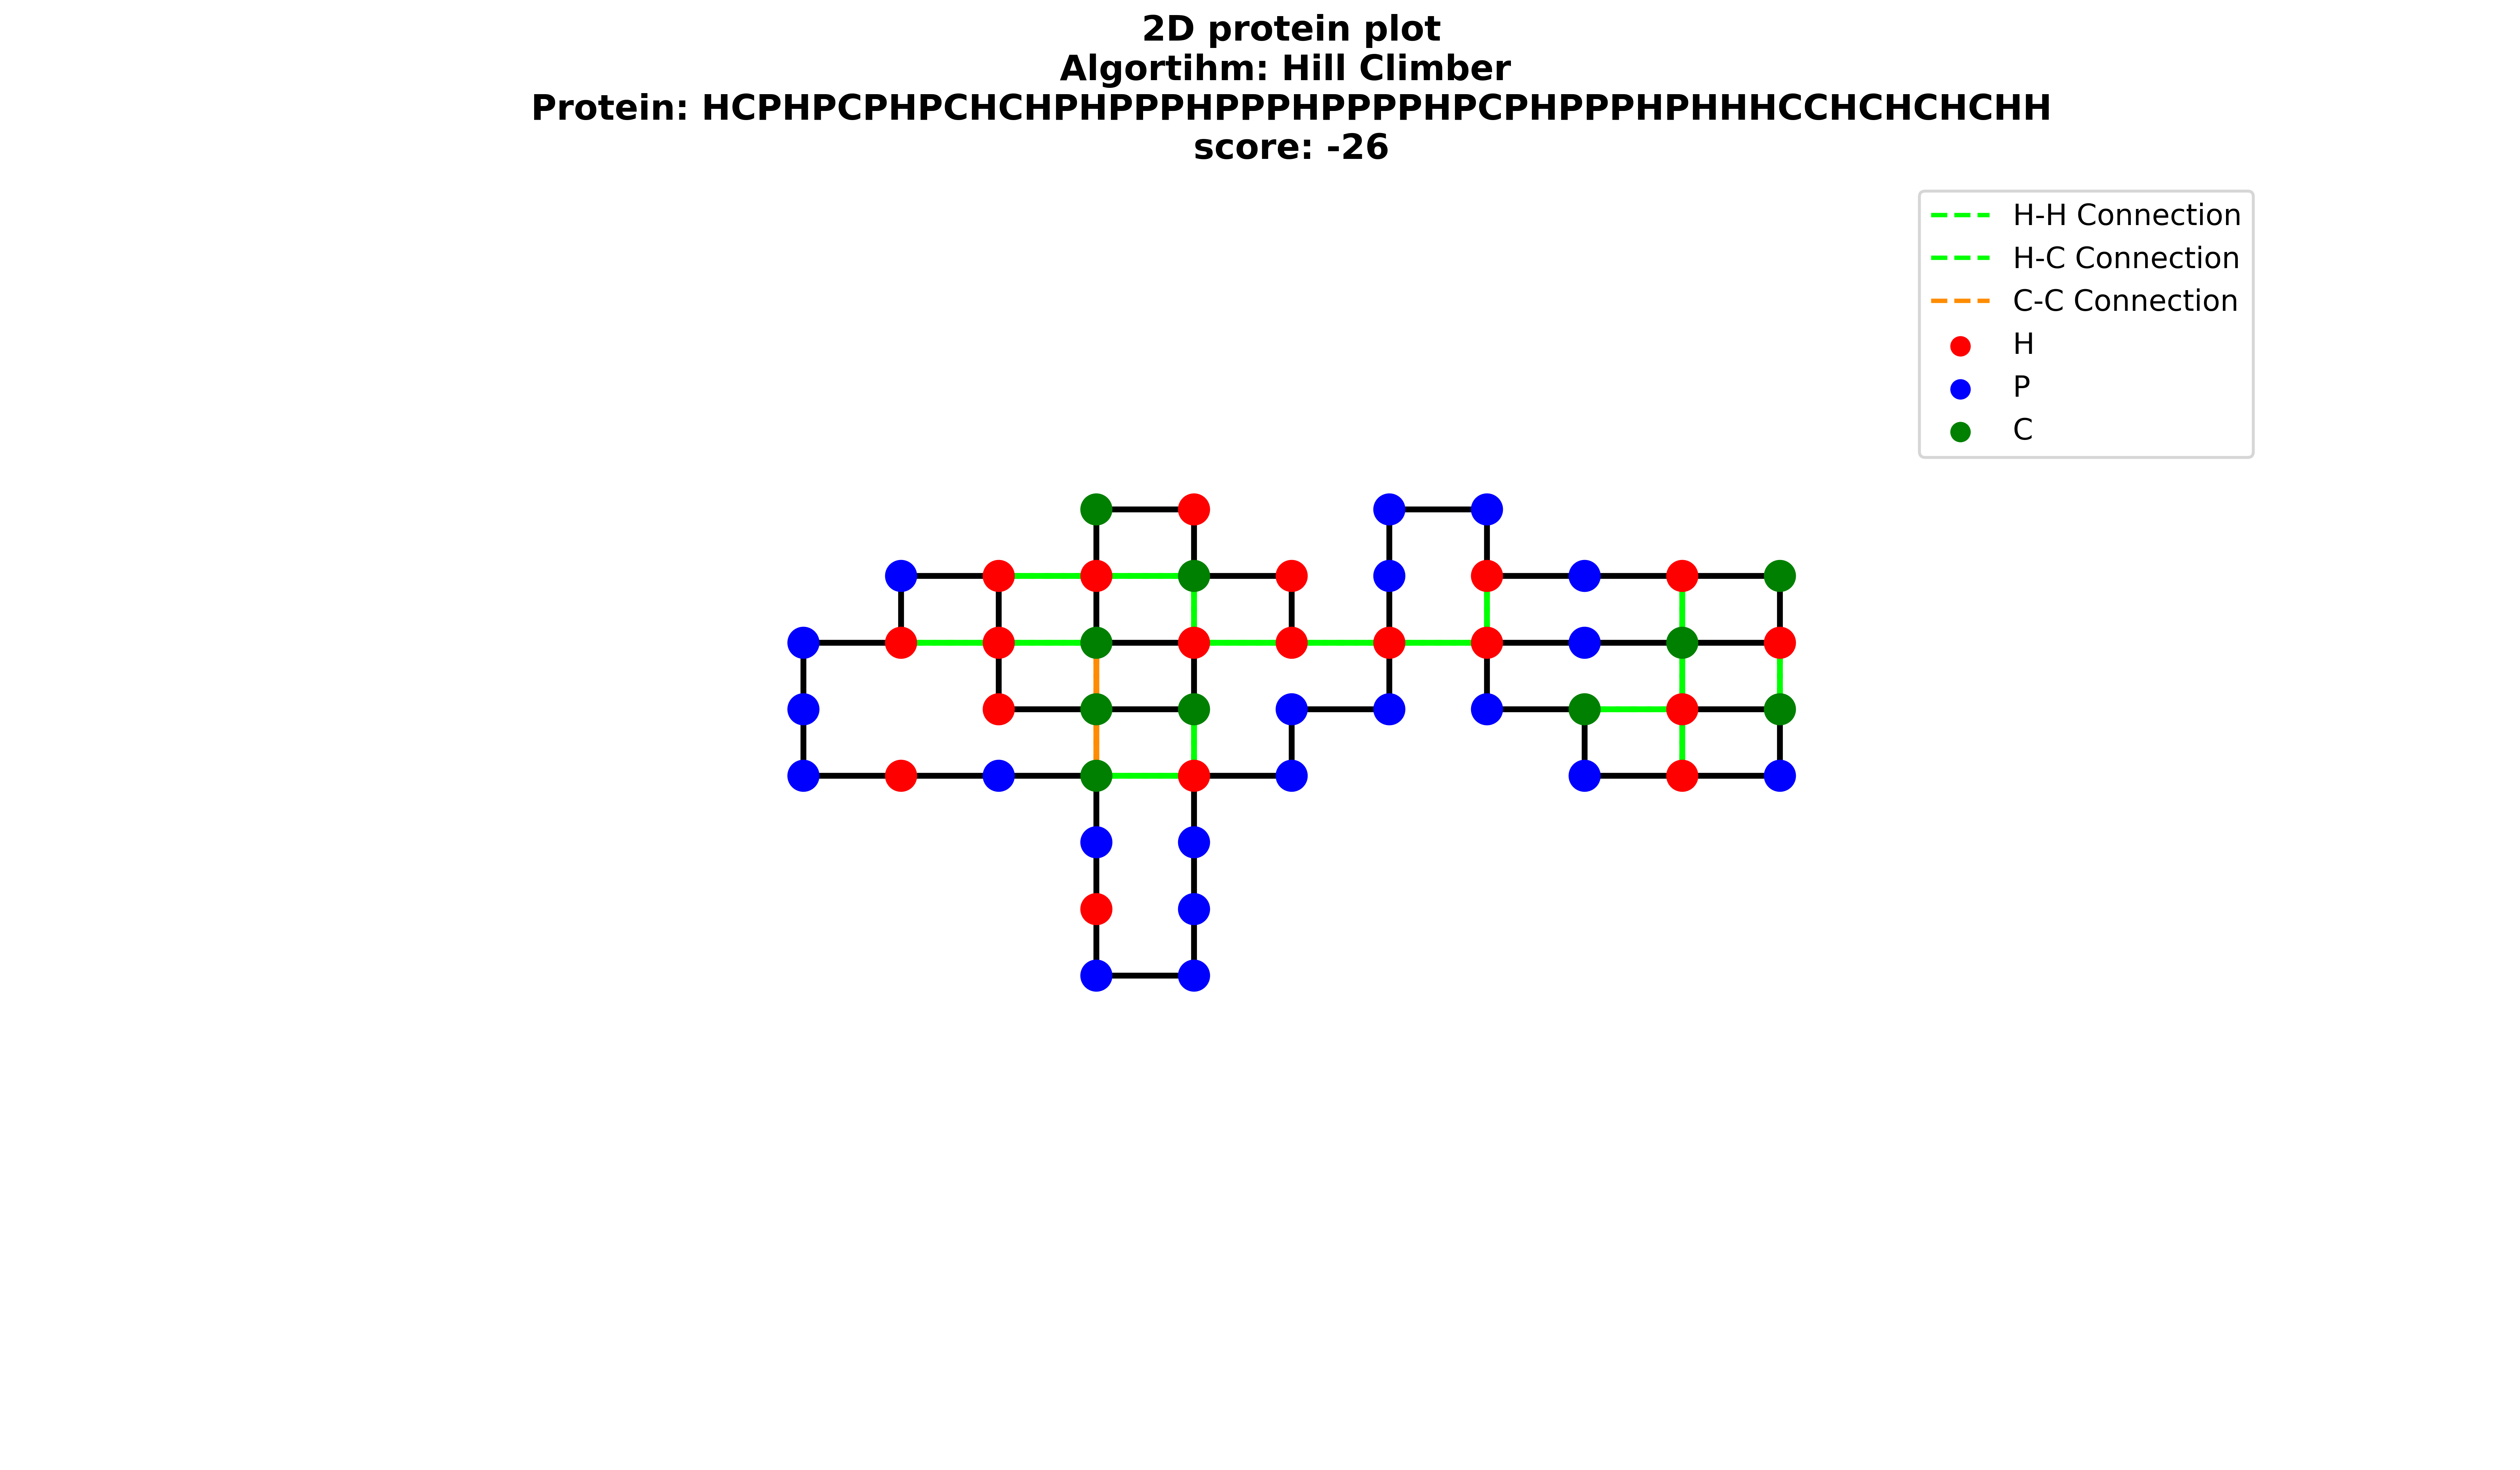 2D protein plot
Algortihm: Hill Climber
Protein: HCPHPCPHPCHCHPHPPPHPPPHPPPPHPCPHPPPHPHHHCCHCHCHCHH
score: -26
H-H Connection
H-C Connection
C-C Connection
H
P
C